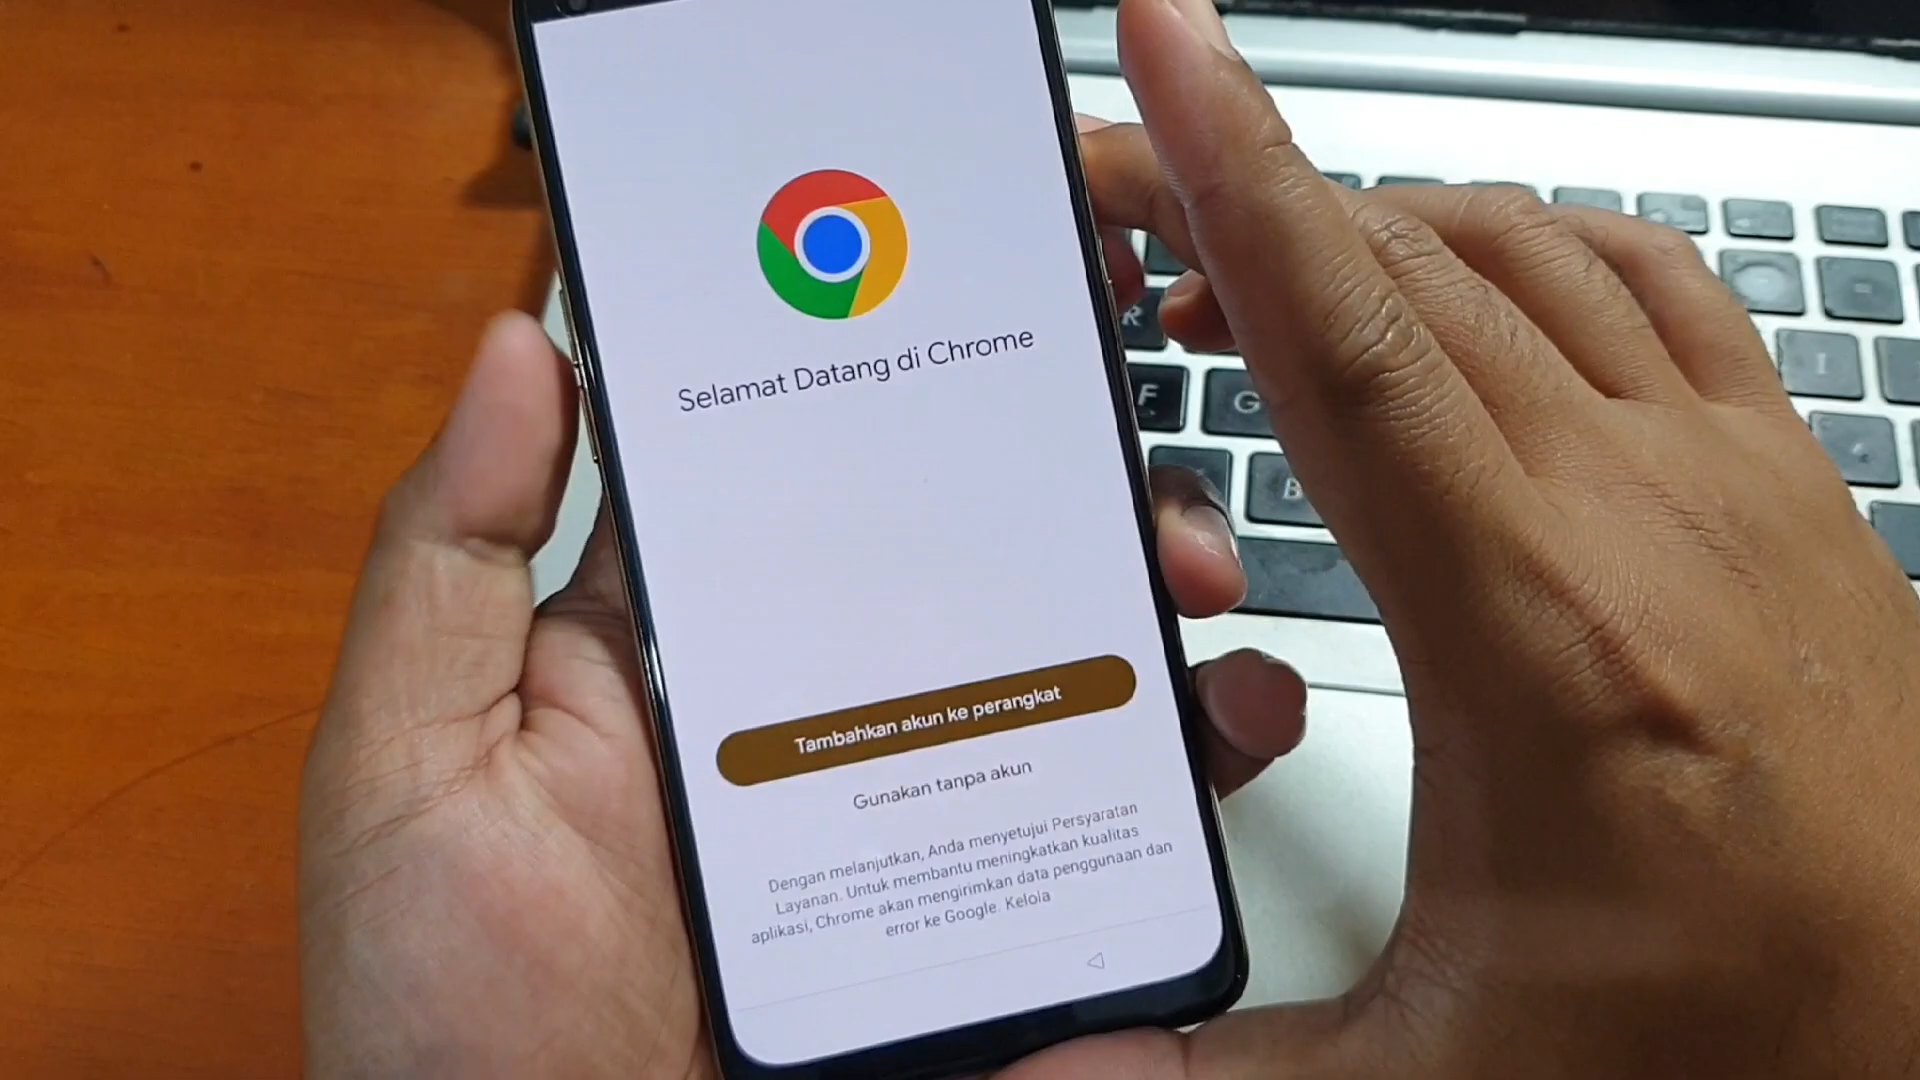 Selamat Datang di Chrome
Tambahkan akun ke perangkat
Gunakan tanpa akun
Dengan melanjutkan, Anda menyetujui Persyaratan
Layanan. Untuk membantu meningkatkan kualitas
aplikasi, Chrome akan mengirimkan data penggunaan dan
error ke Google. Kelola
R
I
F
G
B